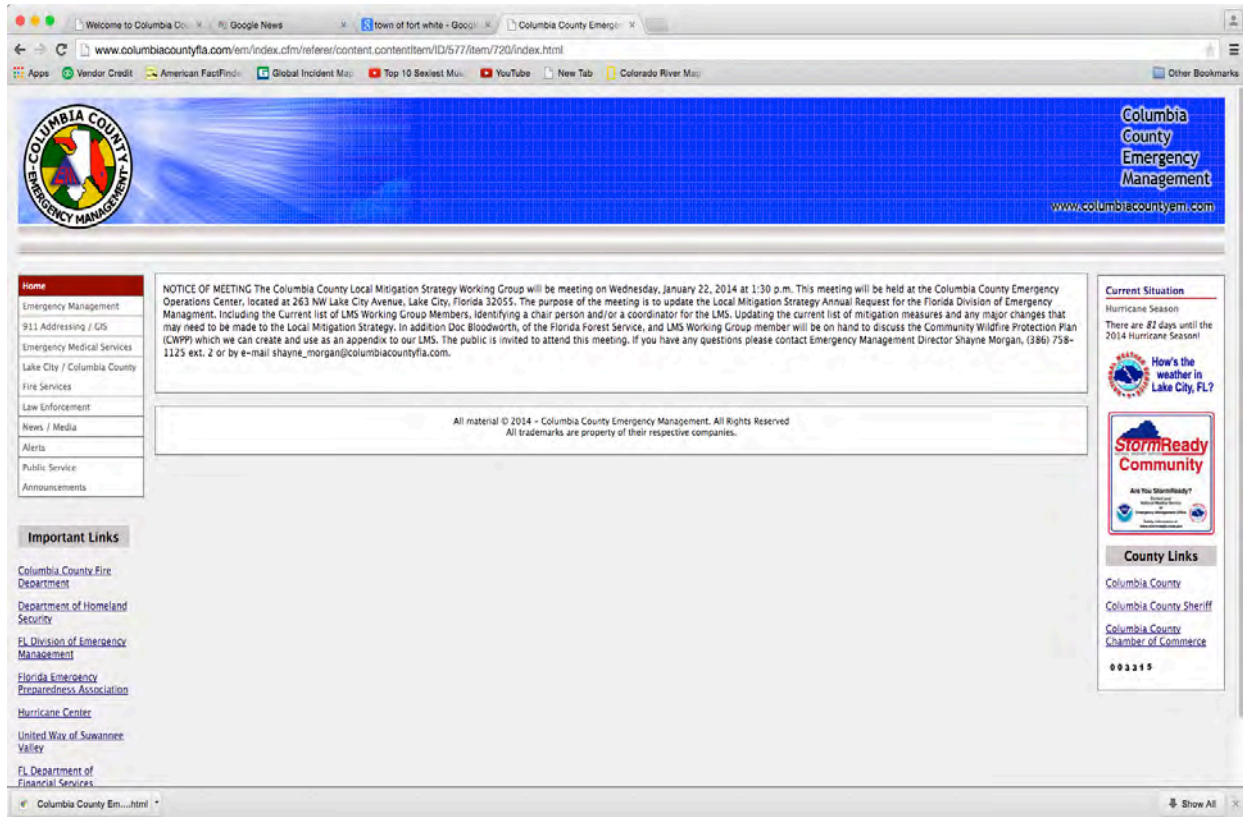 Welcome to Columbia Co
Google News
town of fort white - Googl
Columbia County Emerge
www.columbiacountyfla.com/em/index.cfm/referer/content.contentItem/ID/577/item/720/index.html
Apps
Vendor Credit
American FactFinde
Global Incident Map
Top 10 Sexiest Mus
YouTube
New Tab
Colorado River Map
Other Bookmarks
COLUMBIA COUNTY
EMERGENCY MANAGEMENT
EM
Columbia
County
Emergency
Management
www.columbiacountyem.com
Home
Emergency Management
911 Addressing / GIS
Emergency Medical Services
Lake City / Columbia County
Fire Services
Law Enforcement
News / Media
Alerts
Public Service
Announcements
Important Links
Columbia County Fire
Department
Department of Homeland
Security
FL Division of Emergency
Management
Florida Emergency
Preparedness Association
Hurricane Center
United Way of Suwannee
Valley
FL Department of
Financial Services
NOTICE OF MEETING The Columbia County Local Mitigation Strategy Working Group will be meeting on Wednesday, January 22, 2014 at 1:30 p.m. This meeting will be held at the Columbia County Emergency
Operations Center, located at 263 NW Lake City Avenue, Lake City, Florida 32055. The purpose of the meeting is to update the Local Mitigation Strategy Annual Request for the Florida Division of Emergency
Managment. Including the Current list of LMS Working Group Members, Identifying a chair person and/or a coordinator for the LMS. Updating the current list of mitigation measures and any major changes that
may need to be made to the Local Mitigation Strategy. In addition Doc Bloodworth, of the Florida Forest Service, and LMS Working Group member will be on hand to discuss the Community Wildfire Protection Plan
(CWPP) which we can create and use as an appendix to our LMS. The public is invited to attend this meeting. If you have any questions please contact Emergency Management Director Shayne Morgan, (386) 758-
1125 ext. 2 or by e-mail shayne_morgan@columbiacountyfla.com.
All material © 2014 - Columbia County Emergency Management. All Rights Reserved
All trademarks are property of their respective companies.
Current Situation
Hurricane Season
There are 81 days until the
2014 Hurricane Season!
How's the
weather in
Lake City, FL?
StormReady
Community
Are You StormReady?
County Links
Columbia County
Columbia County Sheriff
Columbia County
Chamber of Commerce
003315
Columbia County Em....html
Show All